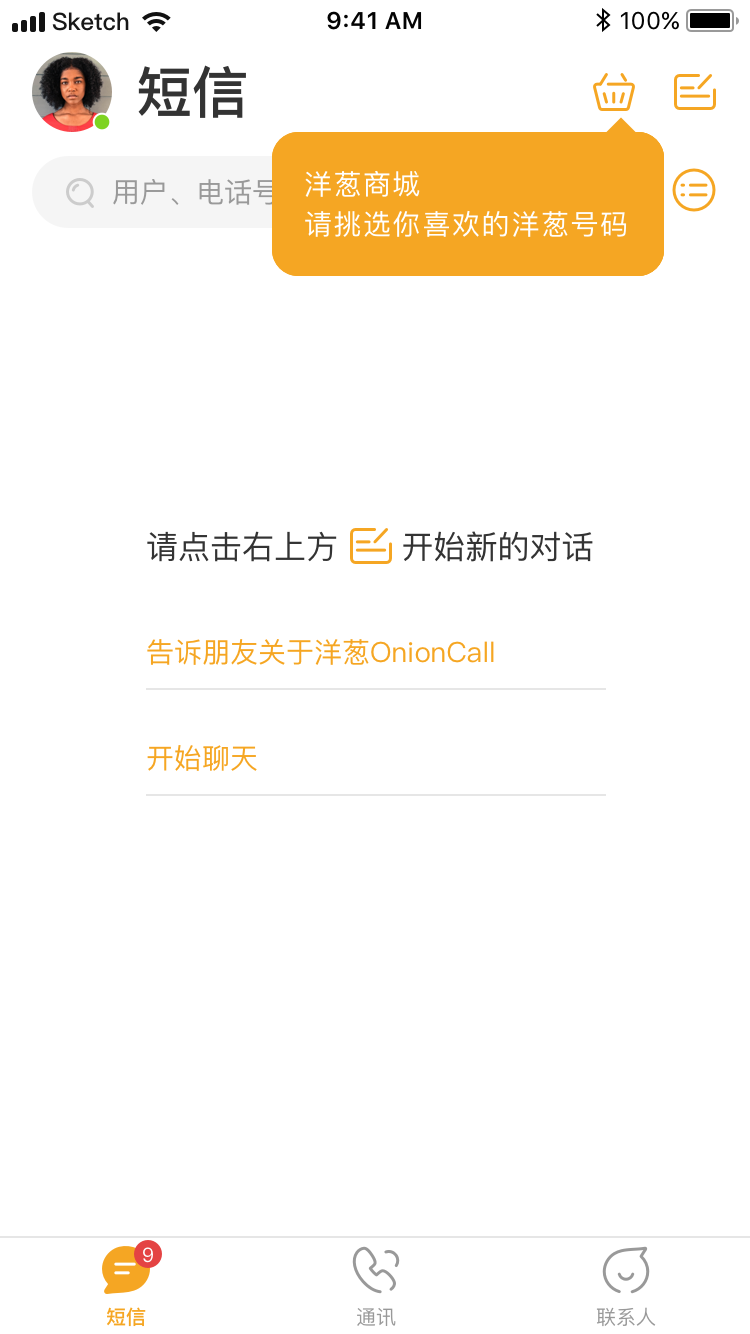 Sketch 9:41 AM 100%
短信
洋葱商城
请挑选你喜欢的洋葱号码
用户、电话号
请点击右上方 开始新的对话
告诉朋友关于洋葱OnionCall
开始聊天
9
短信 通讯 联系人